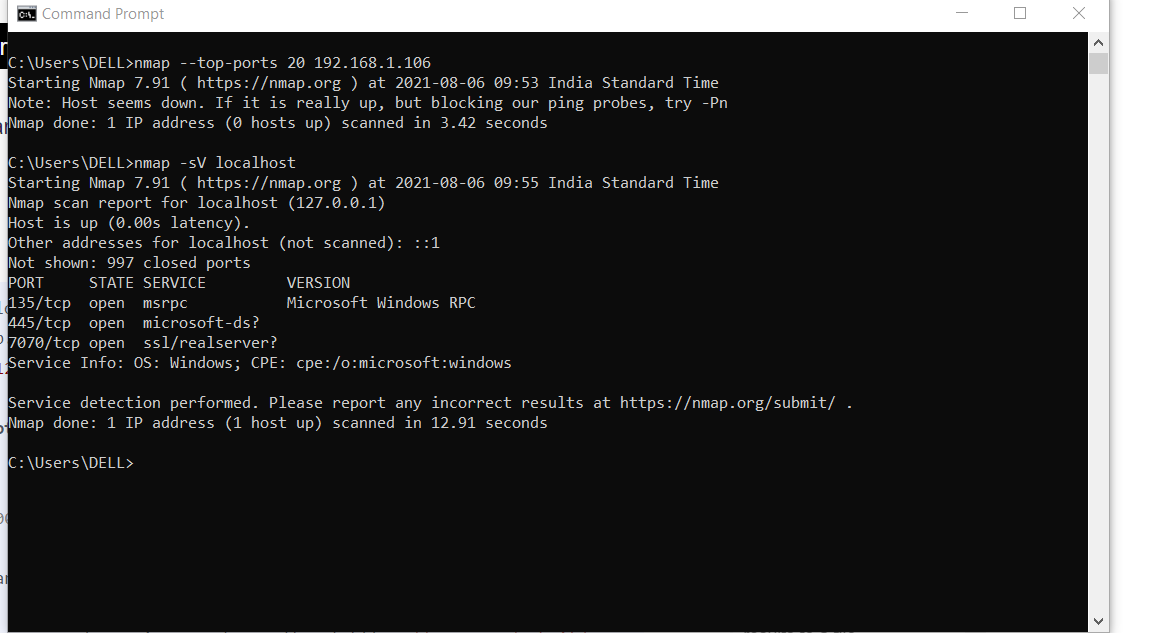 Command Prompt
C:\Users\DELL>nmap --top-ports 20 192.168.1.106
Starting Nmap 7.91 ( https://nmap.org ) at 2021-08-06 09:53 India Standard Time
Note: Host seems down. If it is really up, but blocking our ping probes, try -Pn
Nmap done: 1 IP address (0 hosts up) scanned in 3.42 seconds
C:\Users\DELL>nmap -sV localhost
Starting Nmap 7.91 ( https://nmap.org ) at 2021-08-06 09:55 India Standard Time
Nmap scan report for localhost (127.0.0.1)
Host is up (0.00s latency).
Other addresses for localhost (not scanned): ::1
Not shown: 997 closed ports
PORT     STATE SERVICE         VERSION
135/tcp  open  msrpc           Microsoft Windows RPC
445/tcp  open  microsoft-ds?
7070/tcp open  ssl/realserver?
Service Info: OS: Windows; CPE: cpe:/o:microsoft:windows
Service detection performed. Please report any incorrect results at https://nmap.org/submit/ .
Nmap done: 1 IP address (1 host up) scanned in 12.91 seconds
C:\Users\DELL>